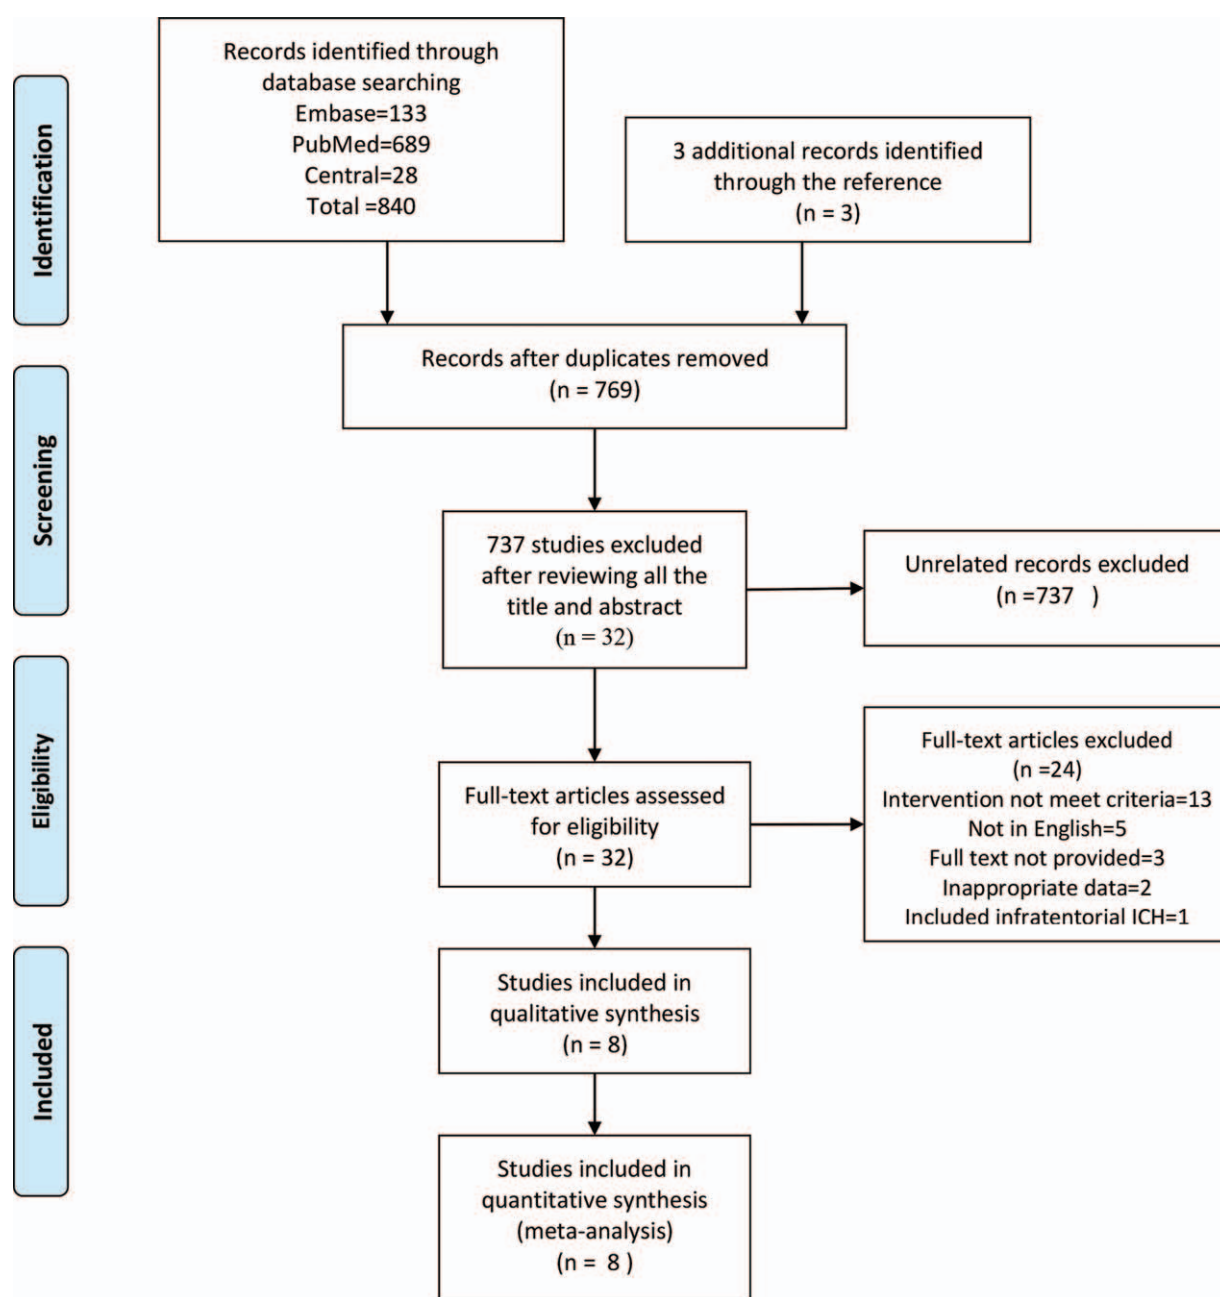 Identification
Records identified through
database searching
Embase=133
PubMed=689
Central=28
Total =840
3 additional records identified
through the reference
(n = 3)
Records after duplicates removed
(n = 769)
Screening
737 studies excluded
after reviewing all the
title and abstract
(n = 32)
Unrelated records excluded
(n =737   )
Eligibility
Full-text articles assessed
for eligibility
(n = 32)
Full-text articles excluded
(n =24)
Intervention not meet criteria=13
Not in English=5
Full text not provided=3
Inappropriate data=2
Included infratentorial ICH=1
Included
Studies included in
qualitative synthesis
(n = 8)
Studies included in
quantitative synthesis
(meta-analysis)
(n =  8 )